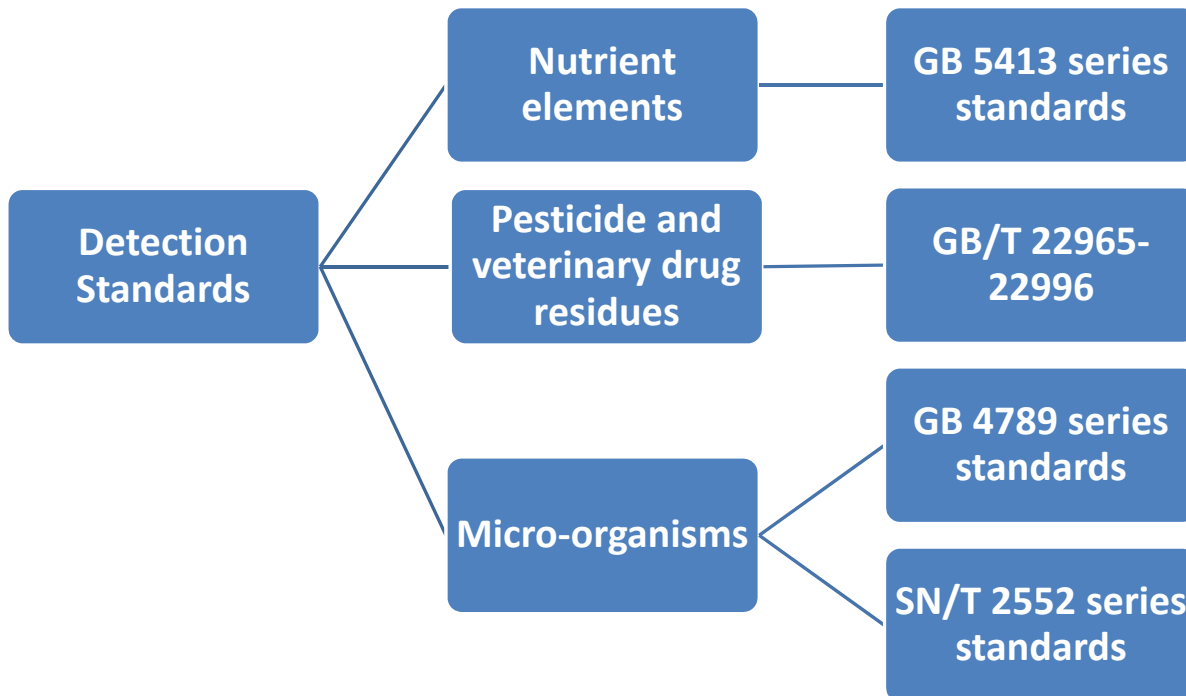 Detection
Standards
Nutrient
elements
GB 5413 series
standards
Pesticide and
veterinary drug
residues
GB/T 22965-
22996
Micro-organisms
GB 4789 series
standards
SN/T 2552 series
standards